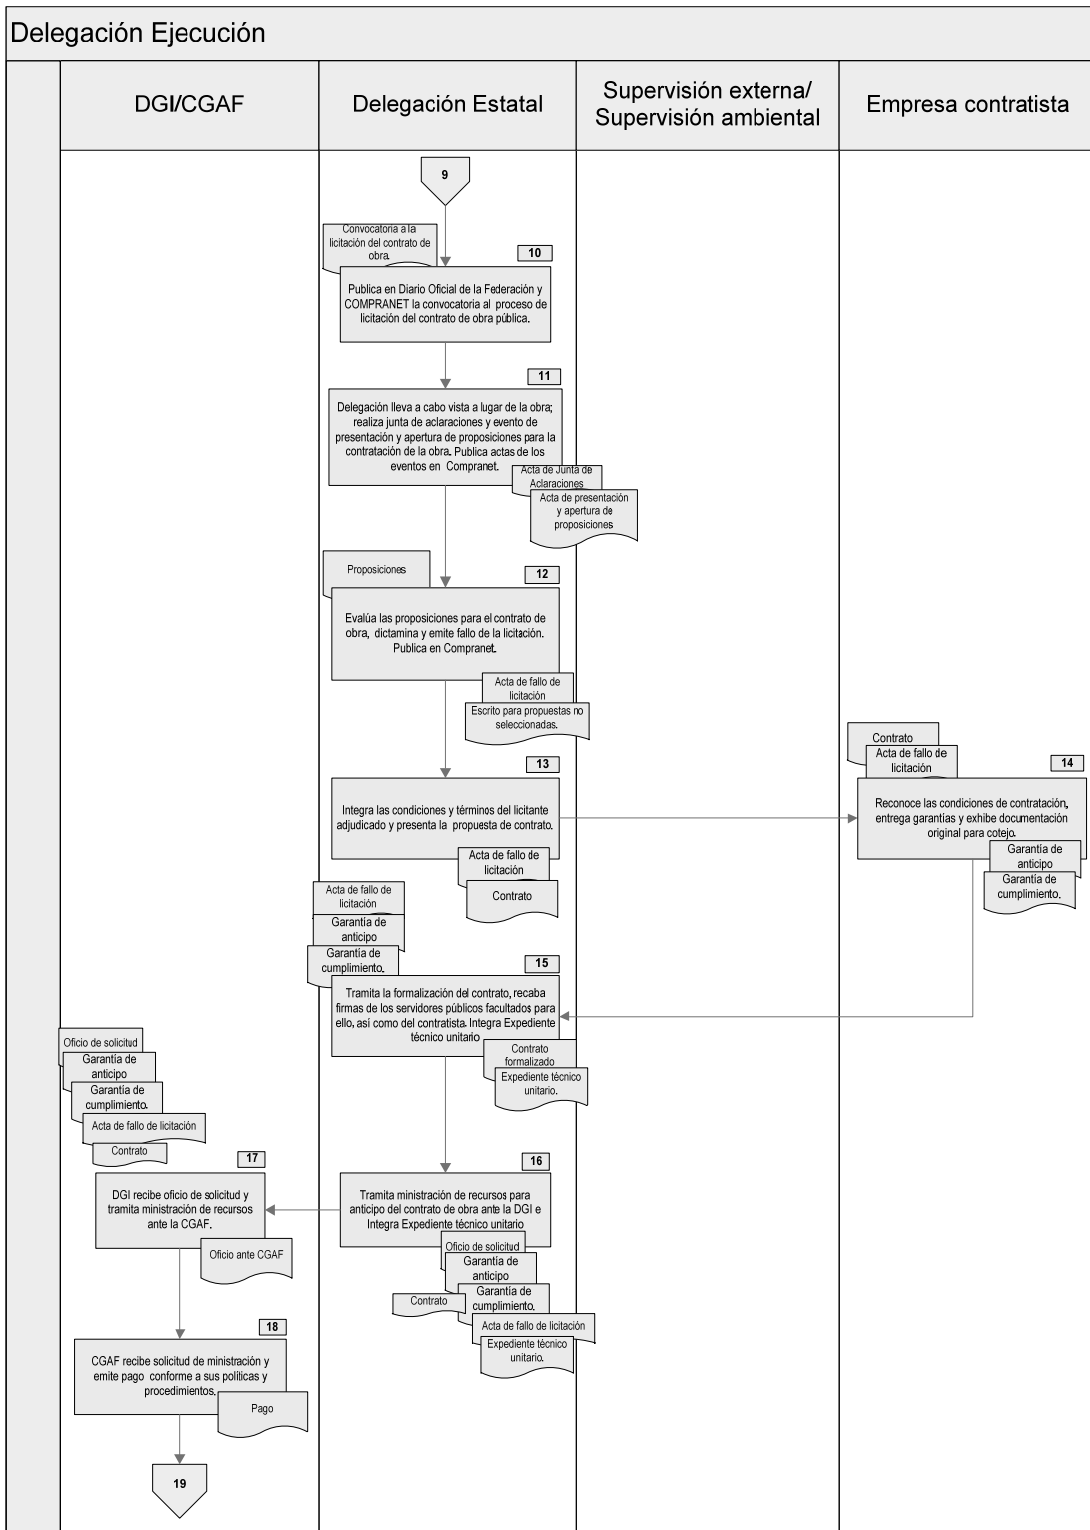 Delegación Ejecución
DGI/CGAF
Delegación Estatal
Supervisión externa/
Supervisión ambiental
Empresa contratista
9
Convocatoria a la
licitación del contrato de
obra.
10
Publica en Diario Oficial de la Federación y
COMPRANET la convocatoria al proceso de
licitación del contrato de obra pública.
11
Delegación lleva a cabo vista a lugar de la obra;
realiza junta de aclaraciones y evento de
presentación y apertura de proposiciones para la
contratación de la obra. Publica actas de los
eventos en Compranet.
Acta de Junta de
Aclaraciones
Acta de presentación
y apertura de
proposiciones
Proposiciones
12
Evalúa las proposiciones para el contrato de
obra, dictamina y emite fallo de la licitación.
Publica en Compranet.
Acta de fallo de
licitación
Escrito para propuestas no
seleccionadas.
13
Integra las condiciones y términos del licitante
adjudicado y presenta la propuesta de contrato.
Acta de fallo de
licitación
Contrato
Contrato
Acta de fallo de
licitación
14
Reconoce las condiciones de contratación,
entrega garantías y exhibe documentación
original para cotejo.
Garantía de
anticipo
Garantía de
cumplimiento.
Acta de fallo de
licitación
Garantía de
anticipo
Garantía de
cumplimiento.
15
Tramita la formalización del contrato, recaba
firmas de los servidores públicos facultados para
ello, así como del contratista. Integra Expediente
técnico unitario
Contrato
formalizado
Expediente técnico
unitario.
16
Tramita ministración de recursos para
anticipo del contrato de obra ante la DGI e
Integra Expediente técnico unitario
Oficio de solicitud
Garantía de
anticipo
Garantía de
cumplimiento.
Contrato
Acta de fallo de licitación
Expediente técnico
unitario.
Oficio de solicitud
Garantía de
anticipo
Garantía de
cumplimiento.
Acta de fallo de licitación
Contrato
17
DGI recibe oficio de solicitud y
tramita ministración de recursos
ante la CGAF.
Oficio ante CGAF
18
CGAF recibe solicitud de ministración y
emite pago conforme a sus políticas y
procedimientos.
Pago
19